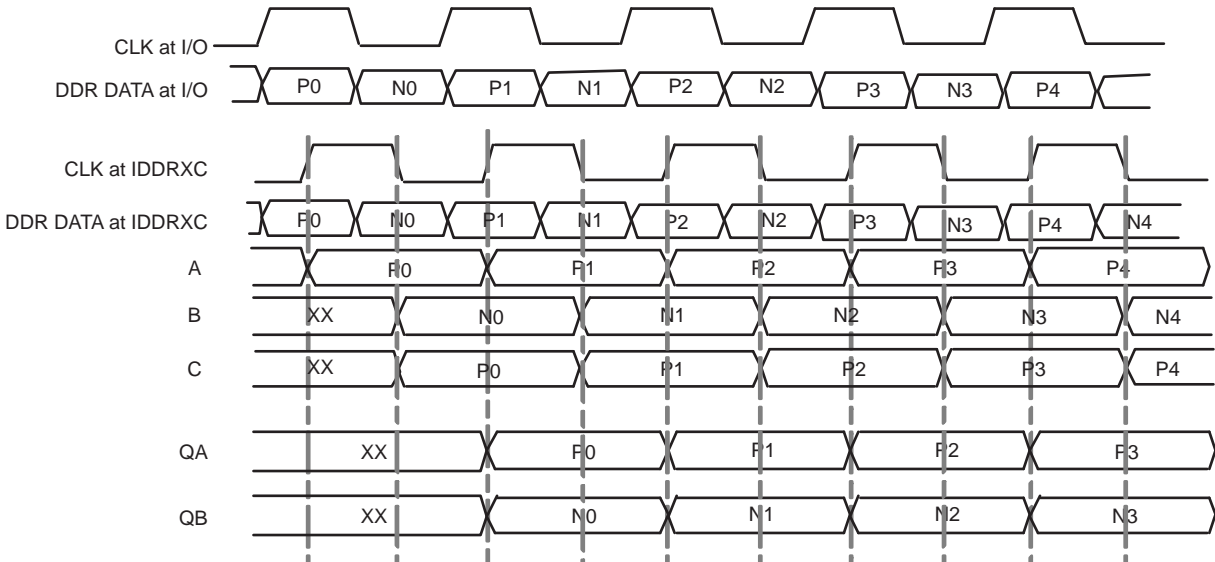 CLK at I/O
DDR DATA at I/O P0 N0 P1 N1 P2 N2 P3 N3 P4
CLK at IDDRXC
DDR DATA at IDDRXC P0 N0 P1 N1 P2 N2 P3 N3 P4 N4
A P0 P1 P2 P3 P4
B XX N0 N1 N2 N3 N4
C XX P0 P1 P2 P3 P4
QA XX P0 P1 P2 P3
QB XX N0 N1 N2 N3